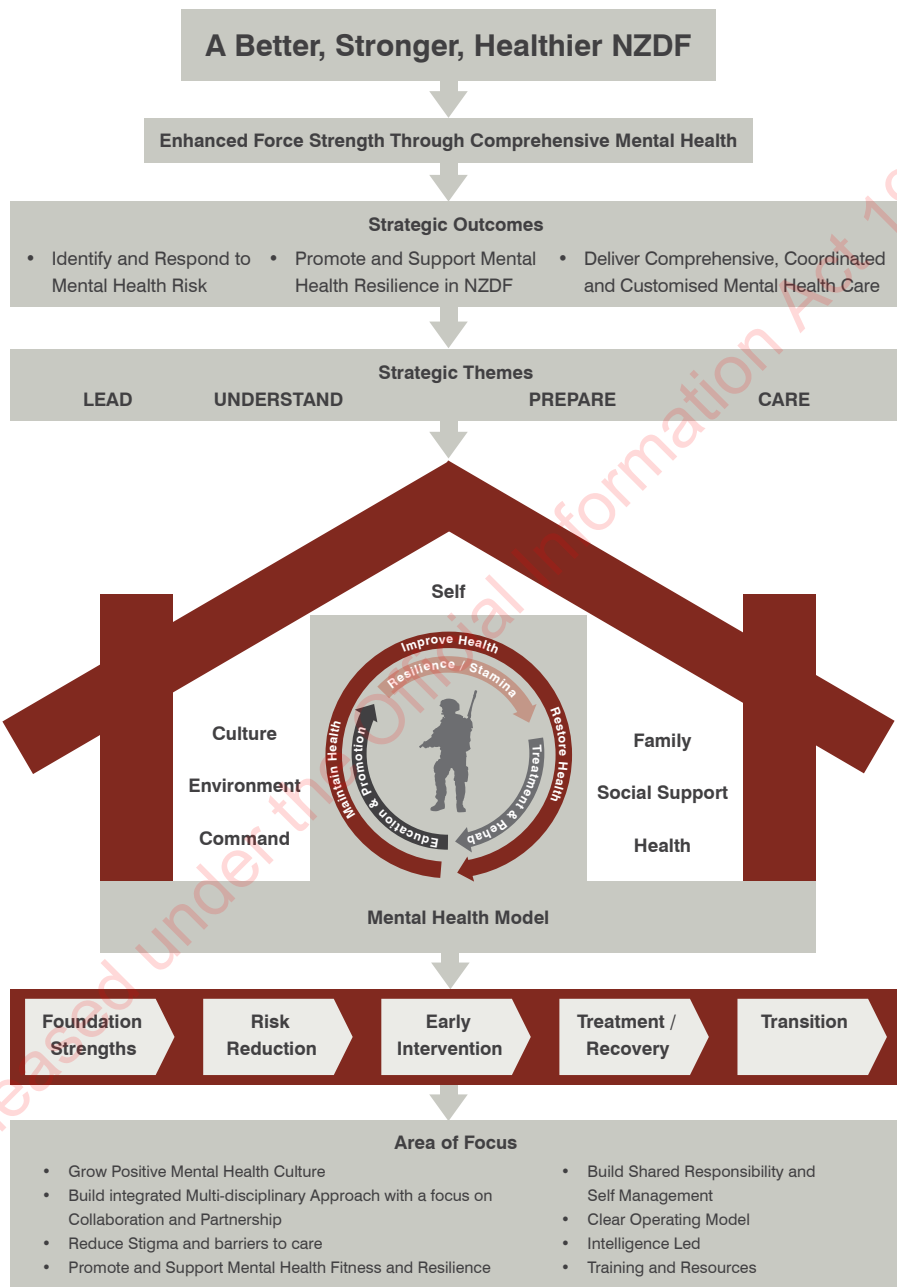 A Better, Stronger, Healthier NZDF
Enhanced Force Strength Through Comprehensive Mental Health
Strategic Outcomes
• Identify and Respond to
Mental Health Risk
• Promote and Support Mental
Health Resilience in NZDF
• Deliver Comprehensive, Coordinated
and Customised Mental Health Care
Strategic Themes
LEAD UNDERSTAND PREPARE CARE
Self
Improve Health
Resilience / Stamina
Restore Health
Treatment & Rehab
Maintain Health
Education & Promotion
Culture
Environment
Command
Family
Social Support
Health
Mental Health Model
Foundation
Strengths
Risk
Reduction
Early
Intervention
Treatment /
Recovery
Transition
Area of Focus
• Grow Positive Mental Health Culture
• Build integrated Multi-disciplinary Approach with a focus on
Collaboration and Partnership
• Reduce Stigma and barriers to care
• Promote and Support Mental Health Fitness and Resilience
• Build Shared Responsibility and
Self Management
• Clear Operating Model
• Intelligence Led
• Training and Resources
under the Official Information Act